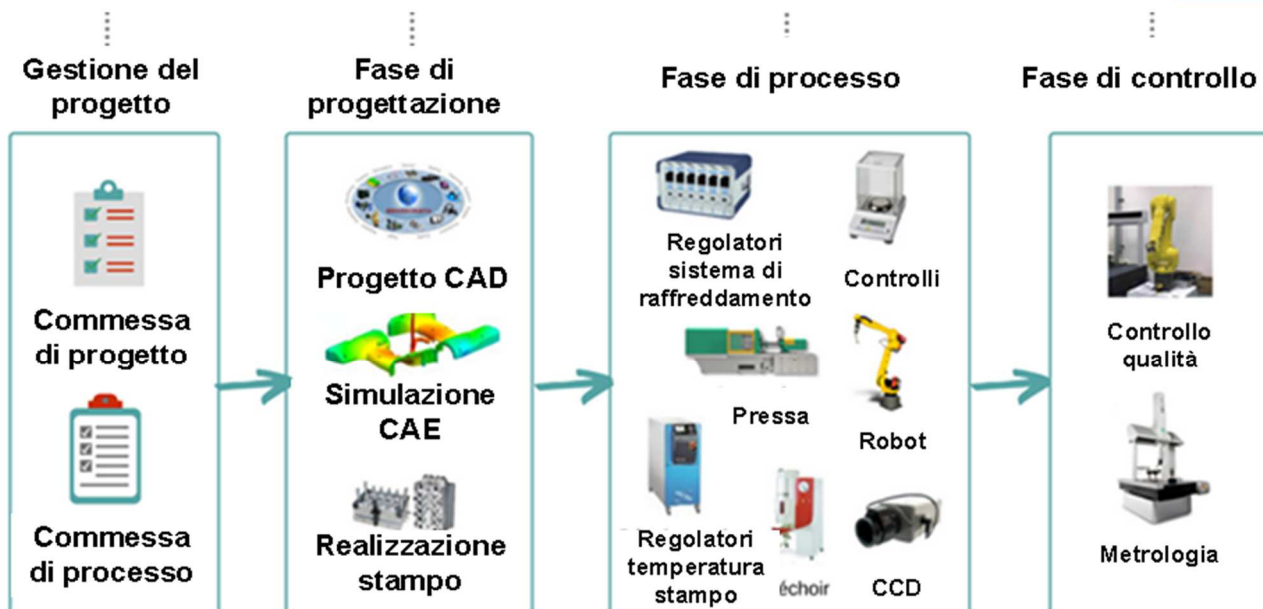 Gestione del
progetto
Commessa
di progetto
Commessa
di processo
Fase di
progettazione
Progetto CAD
Simulazione
CAE
Realizzazione
stampo
Fase di processo
Regolatori
sistema di
raffreddamento
Controlli
Pressa
Robot
Regolatori
temperatura
stampo
échoir
CCD
Fase di controllo
Controllo
qualità
Metrologia